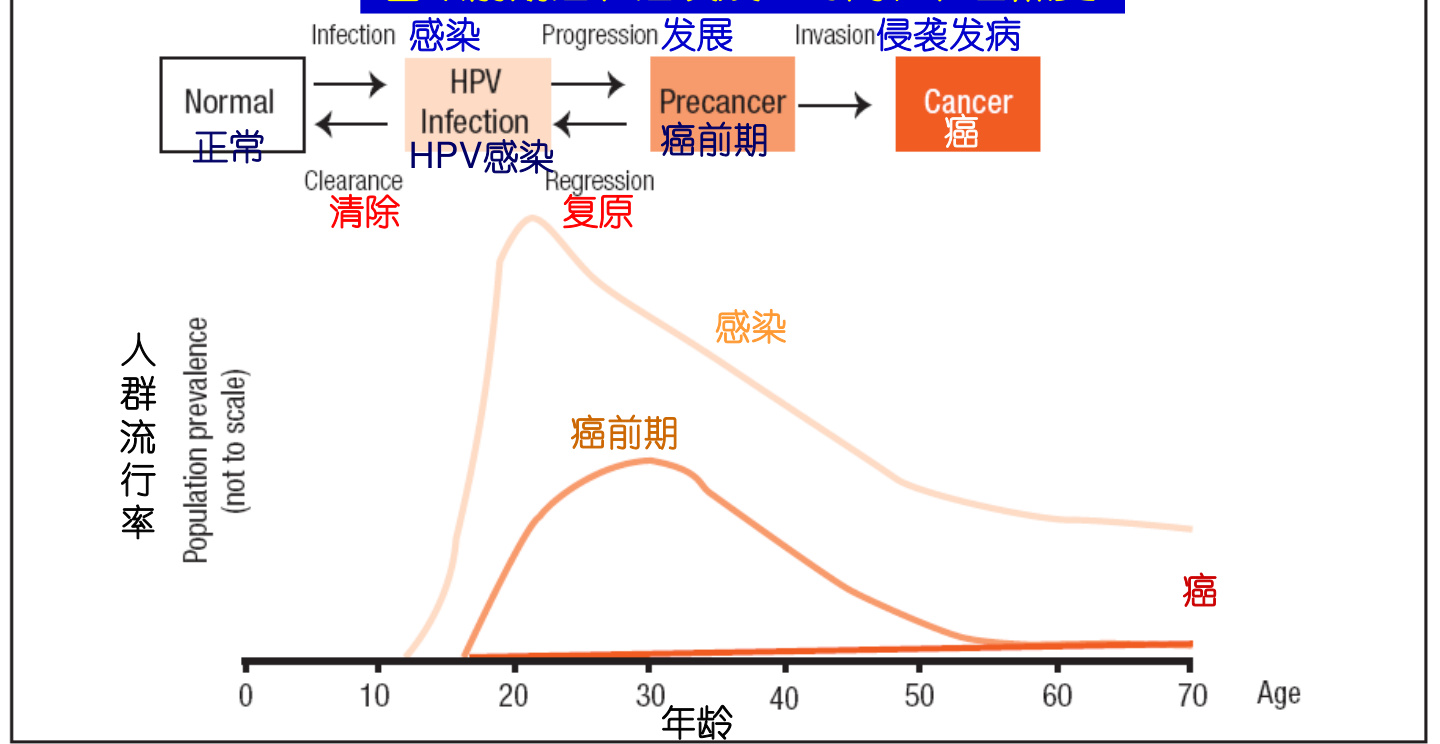 Infection 感染 Progression 发展 Invasion 侵袭发病
Normal
正常
HPV
Infection
HPV感染
Precancer
癌前期
Cancer
癌
Clearance
清除
Regression
复原
感染
癌前期
癌
人群流行率
Population prevalence
(not to scale)
0 10 20 30 40 50 60 70 Age
年龄